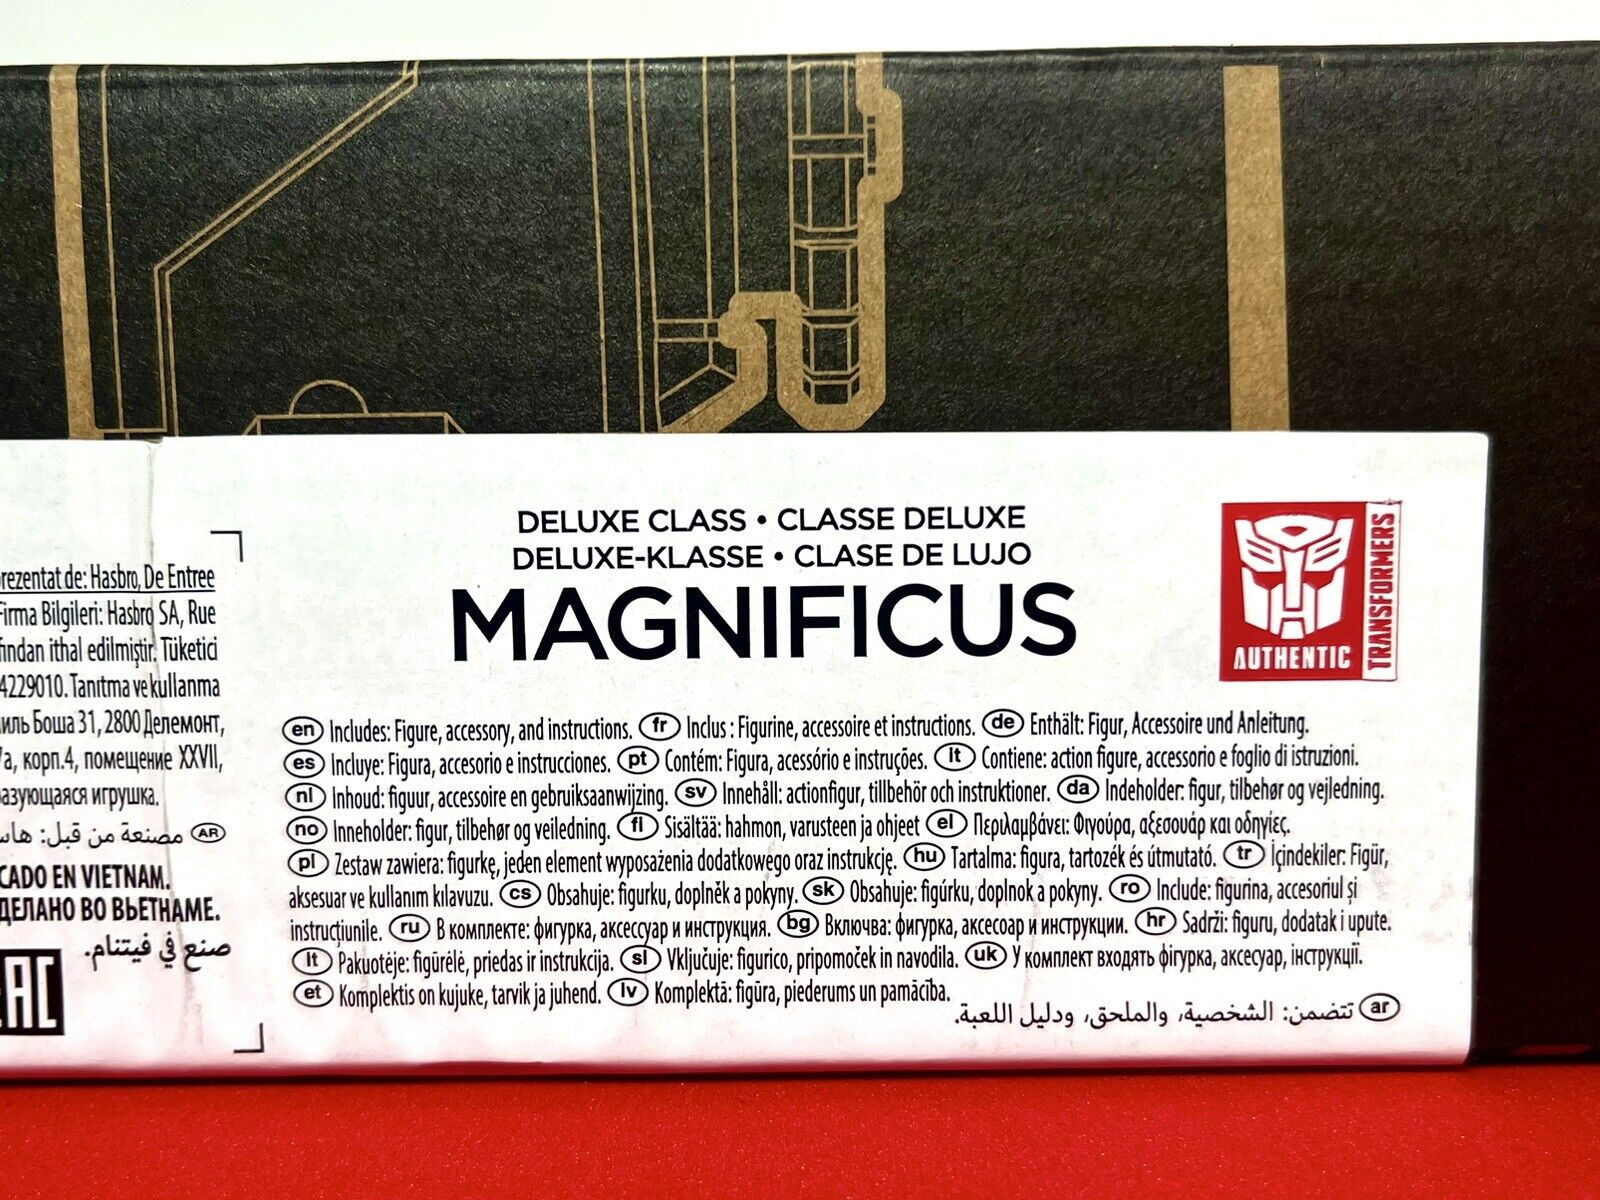 DELUXE CLASS • CLASSE DELUXE
DELUXE-KLASSE • CLASE DE LUJO
MAGNIFICUS
AUTHENTIC
TRANSFORMERS
en Includes: Figure, accessory, and instructions. fr Inclus : Figurine, accessoire et instructions. de Enthält: Figur, Accessoire und Anleitung.
es Incluye: Figura, accesorio e instrucciones. pt Contém: Figura, acessório e instruções. it Contiene: action figure, accessorio e foglio di istruzioni.
nl Inhoud: figuur, accessoire en gebruiksaanwijzing. sv Innehåll: actionfigur, tillbehör och instruktioner. da Indeholder: figur, tilbehør og vejledning.
no Inneholder: figur, tilbehør og veiledning. fi Sisältää: hahmon, varusteen ja ohjeet el Περιλαμβάνει: Φιγούρα, αξεσουάρ και οδηγίες.
pl Zestaw zawiera: figurkę, jeden element wyposażenia dodatkowego oraz instrukcję. hu Tartalma: figura, tartozék és útmutató. tr İçindekiler: Figür,
aksesuar ve kullanım kılavuzu. cs Obsahuje: figurku, doplněk a pokyny. sk Obsahuje: figúrku, doplnok a pokyny. ro Include: figurina, accesoriul și
instrucțiunile. ru В комплекте: фигурка, аксессуар и инструкция. bg Включва: фигурка, аксесоар и инструкции. hr Sadrži: figuru, dodatak i upute.
lt Pakuotėje: figūrėlė, priedas ir instrukcija. sl Vključuje: figurico, pripomoček in navodila. uk У комплект входять фігурка, аксесуар, інструкції.
et Komplektis on kujuke, tarvik ja juhend. lv Komplektā: figūra, piederums un pamācība.
ar تتضمن: الشخصية، والملحق، ودليل اللعبة.
de: Hasbro, De Entree
Firma Bilgileri: Hasbro SA, Rue
ithal edilmiştir. Tüketici
4229010. Tanıtma ve kullanma
Боша 31, 2800 Делемонт,
корп.4, помещение XXVII,
игрушка.
AR مصنعة من قبل:
EN VIETNAM.
ВО ВЬЕТНАМЕ.
صنع في فيتنام.
EAC